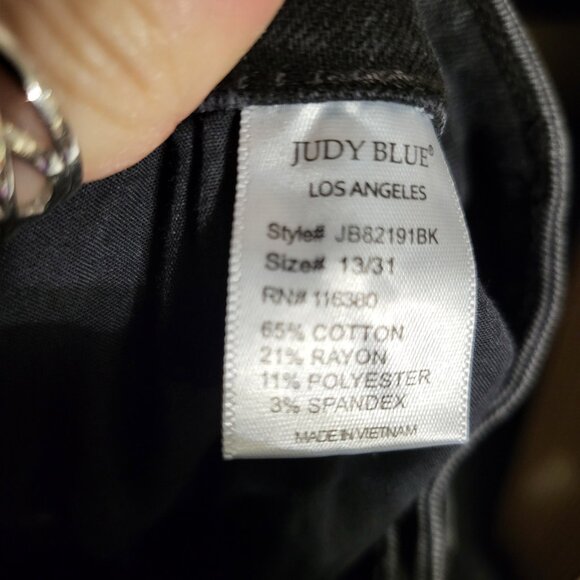 JUDY BLUE®
LOS ANGELES
Style# JB82191BK
Size# 13/31
RN# 116380
65% COTTON
21% RAYON
11% POLYESTER
3% SPANDEX
MADE IN VIETNAM